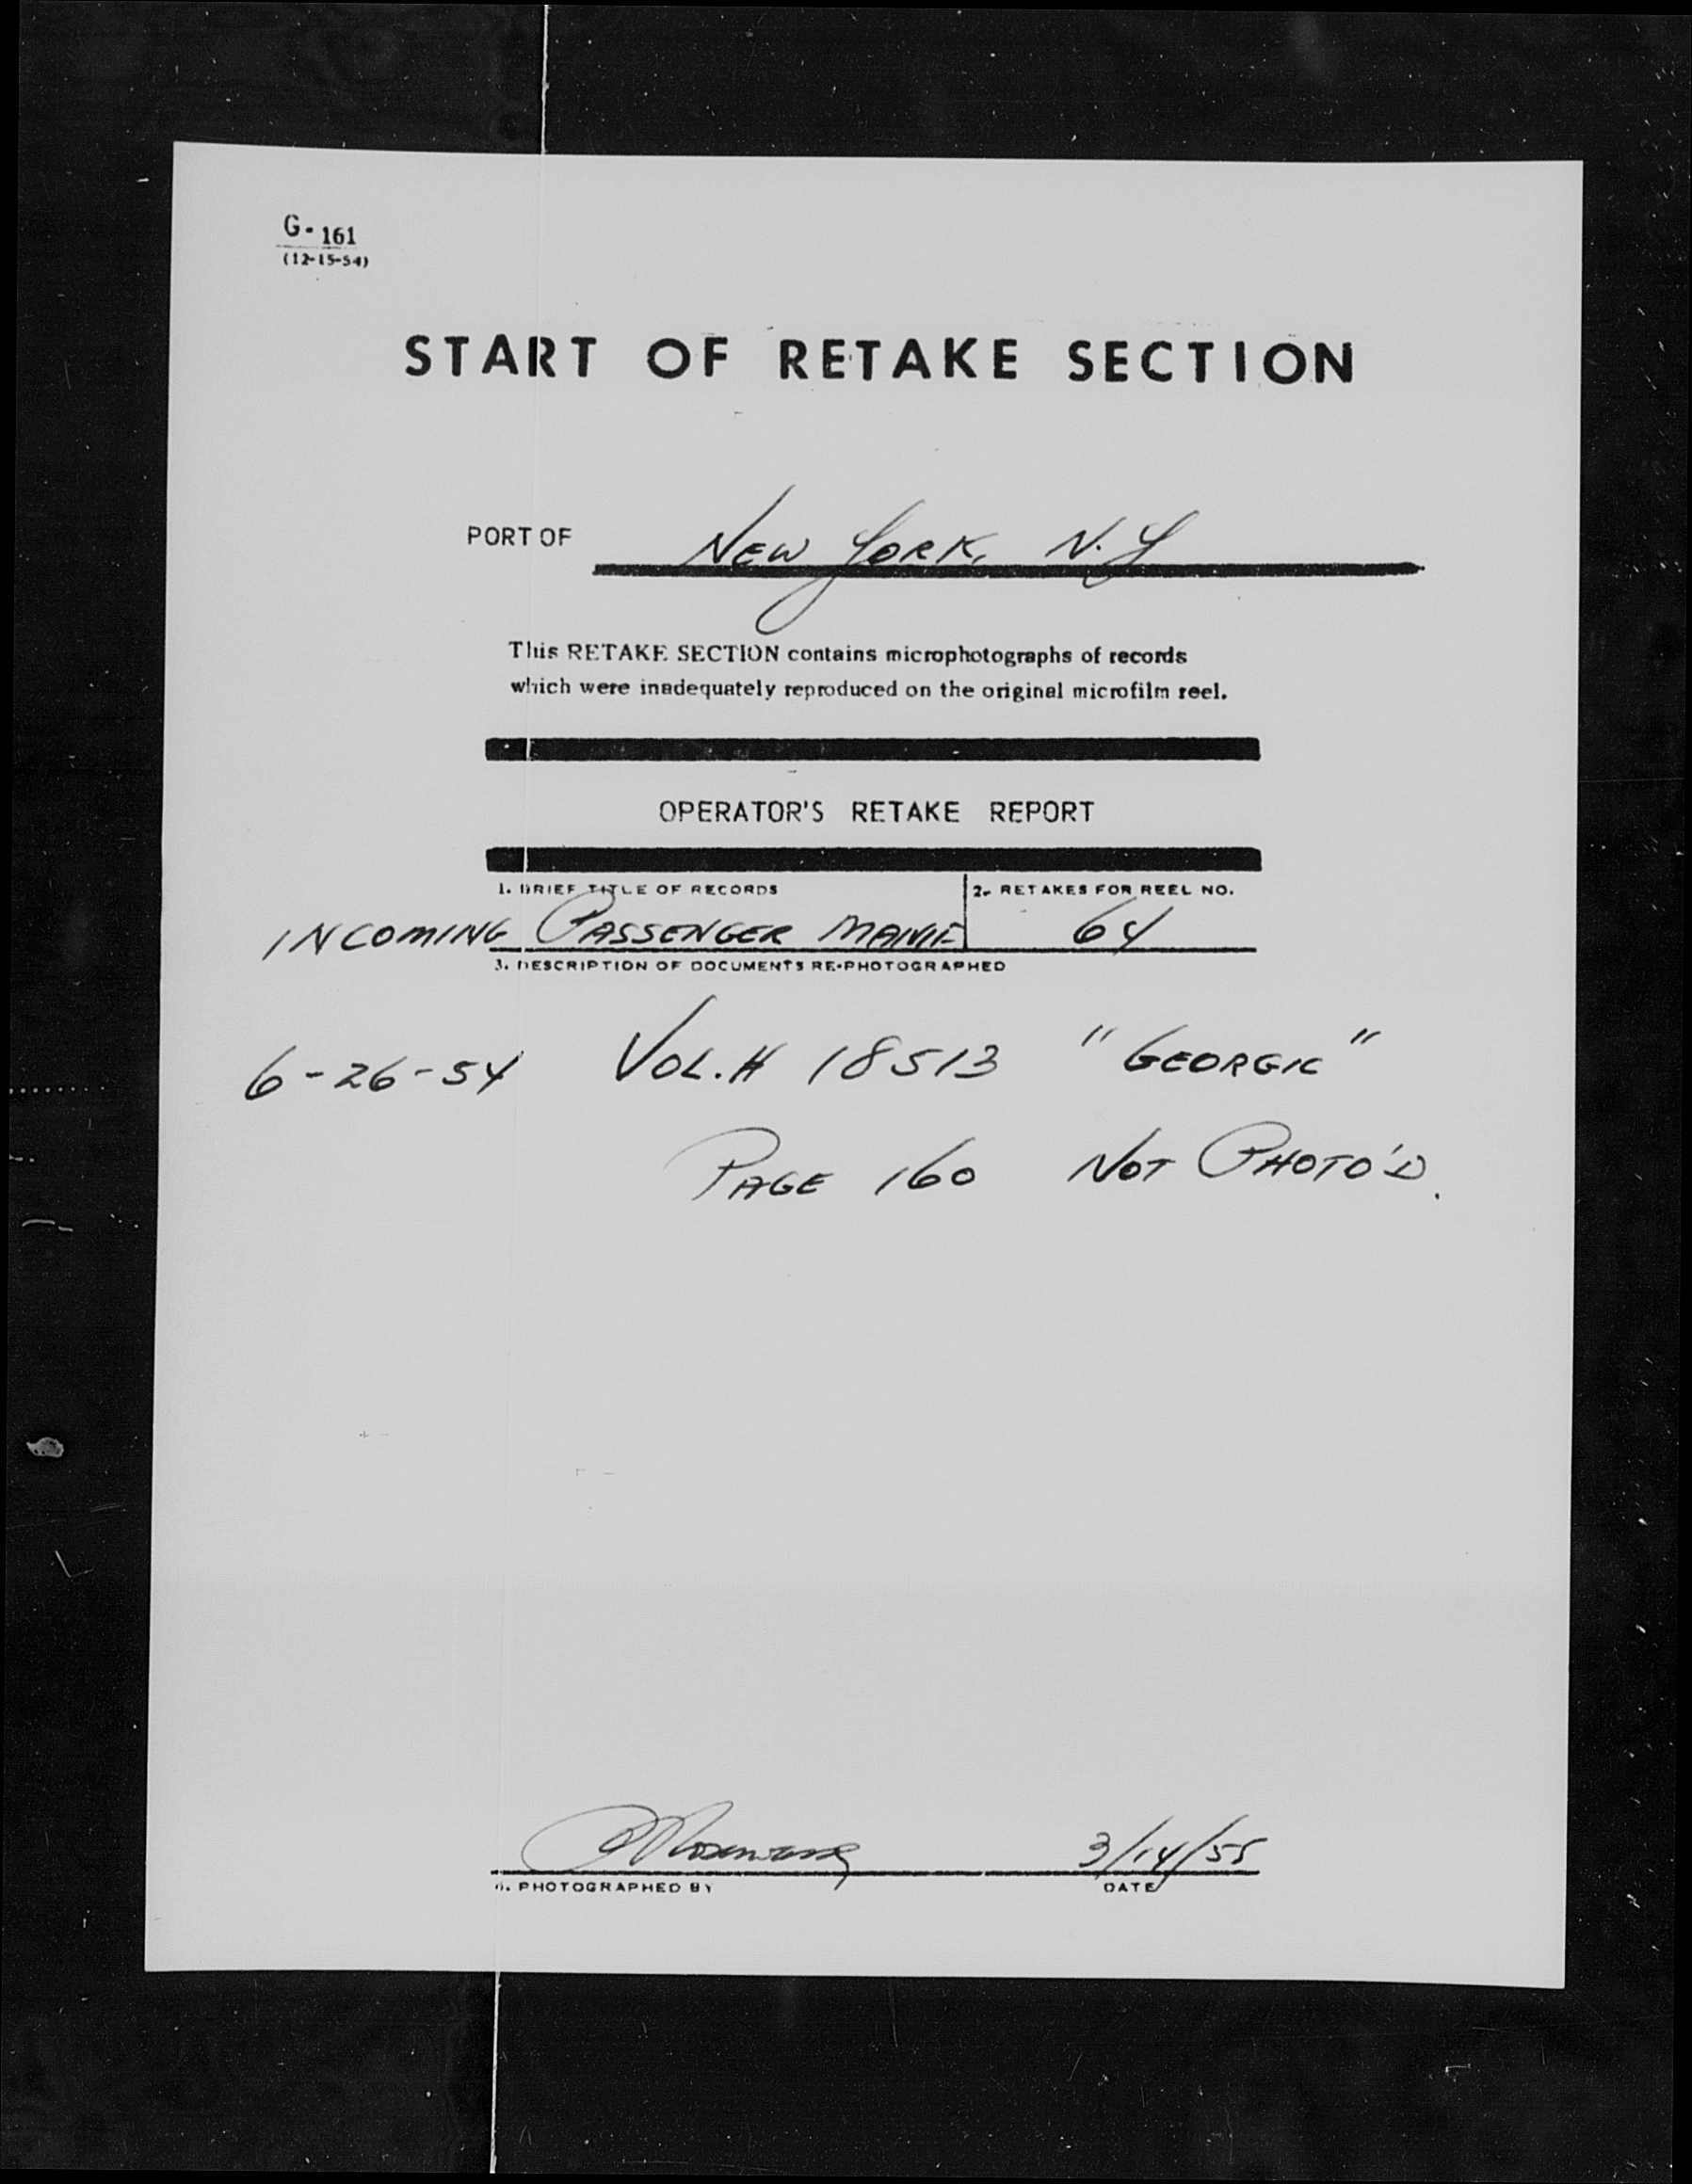 G-161
(12-15-54)
START OF RETAKE SECTION
PORT OF NEW YORK, N.Y
This RETAKE SECTION contains microphotographs of records
which were inadequately reproduced on the original microfilm reel.
OPERATOR'S RETAKE REPORT
1. BRIEF TITLE OF RECORDS 2. RETAKES FOR REEL NO.
INCOMING PASSENGER MANIF 64
3. DESCRIPTION OF DOCUMENTS RE-PHOTOGRAPHED
6-26-54 VOL.# 18513 "GEORGIC"
PAGE 160 NOT PHOTO'D.
3/14/55
PHOTOGRAPHED BY DATE